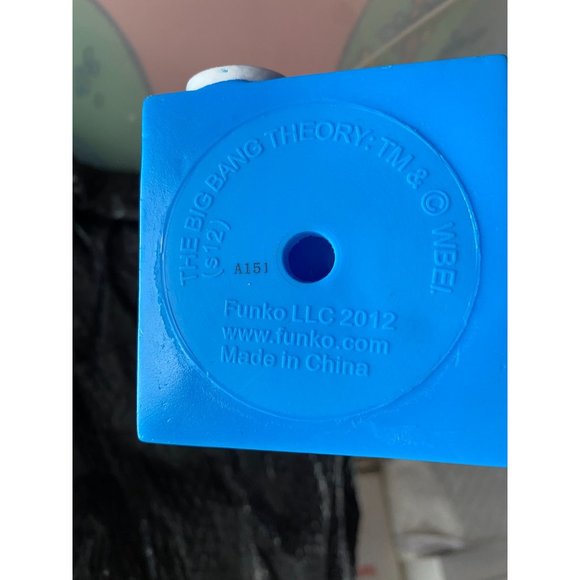 THE BIG BANG THEORY: TM & © WBEI.
(s12)
A151
Funko LLC 2012
www.funko.com
Made in China